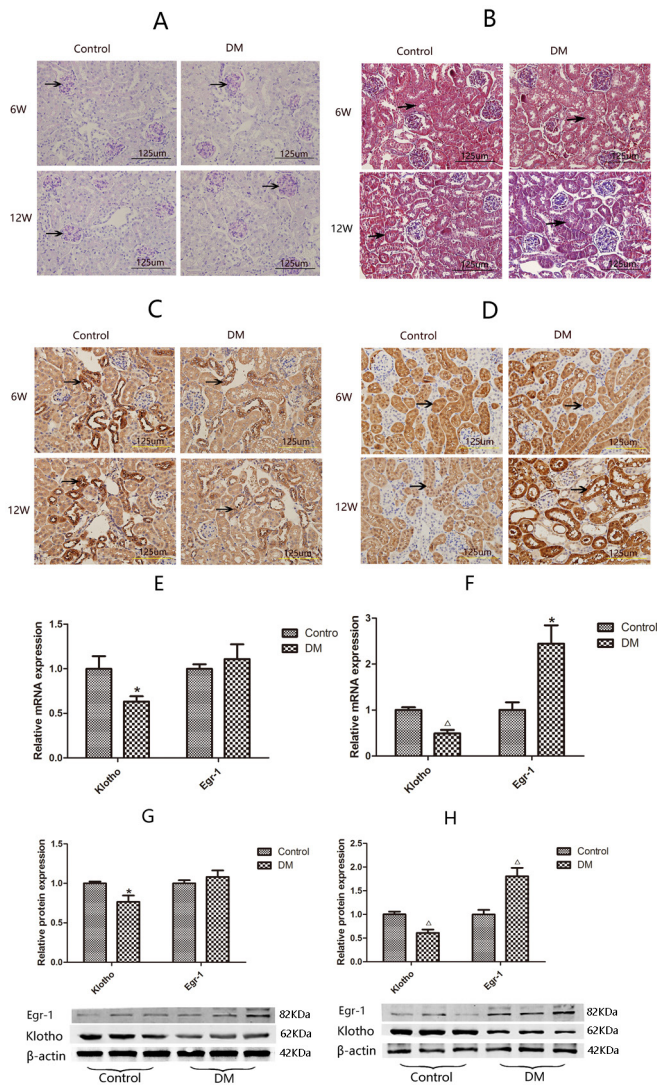 A
Control DM
6W
125um 125um
12W
125um 125um
B
Control DM
6W
125um 125um
12W
125um 125um
C
Control DM
6W
125um 125um
12W
125um 125um
D
Control DM
6W
125um 125um
12W
125um 125um
E
Relative mRNA expression
1.5
1.0
0.5
0.0
*
Klotho
Egr-1
Contro
DM
F
Relative mRNA expression
3
2
1
0
△
*
Klotho
Egr-1
Control
DM
G
Relative protein expression
1.5
1.0
0.5
0.0
*
Klotho
Egr-1
Control
DM
Egr-1 82KDa
Klotho 62KDa
β-actin 42KDa
Control DM
H
Relative protein expression
2.5
2.0
1.5
1.0
0.5
0.0
△
△
Klotho
Egr-1
Control
DM
Egr-1 82KDa
Klotho 62KDa
β-actin 42KDa
Control DM